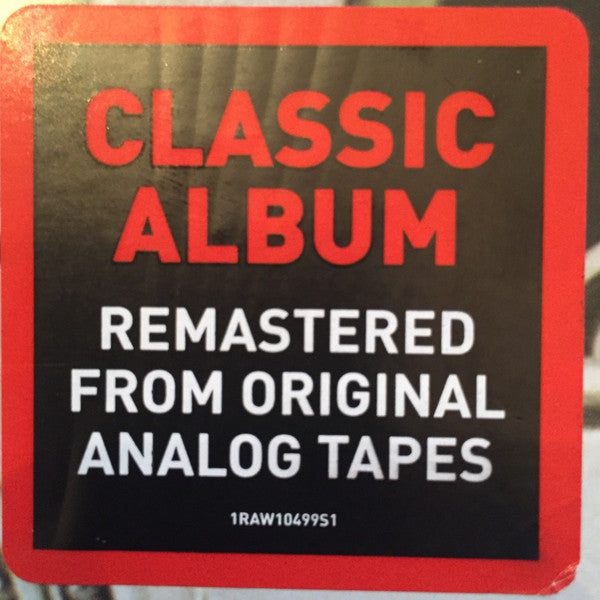 CLASSIC
ALBUM
REMASTERED
FROM ORIGINAL
ANALOG TAPES
1RAW10499S1